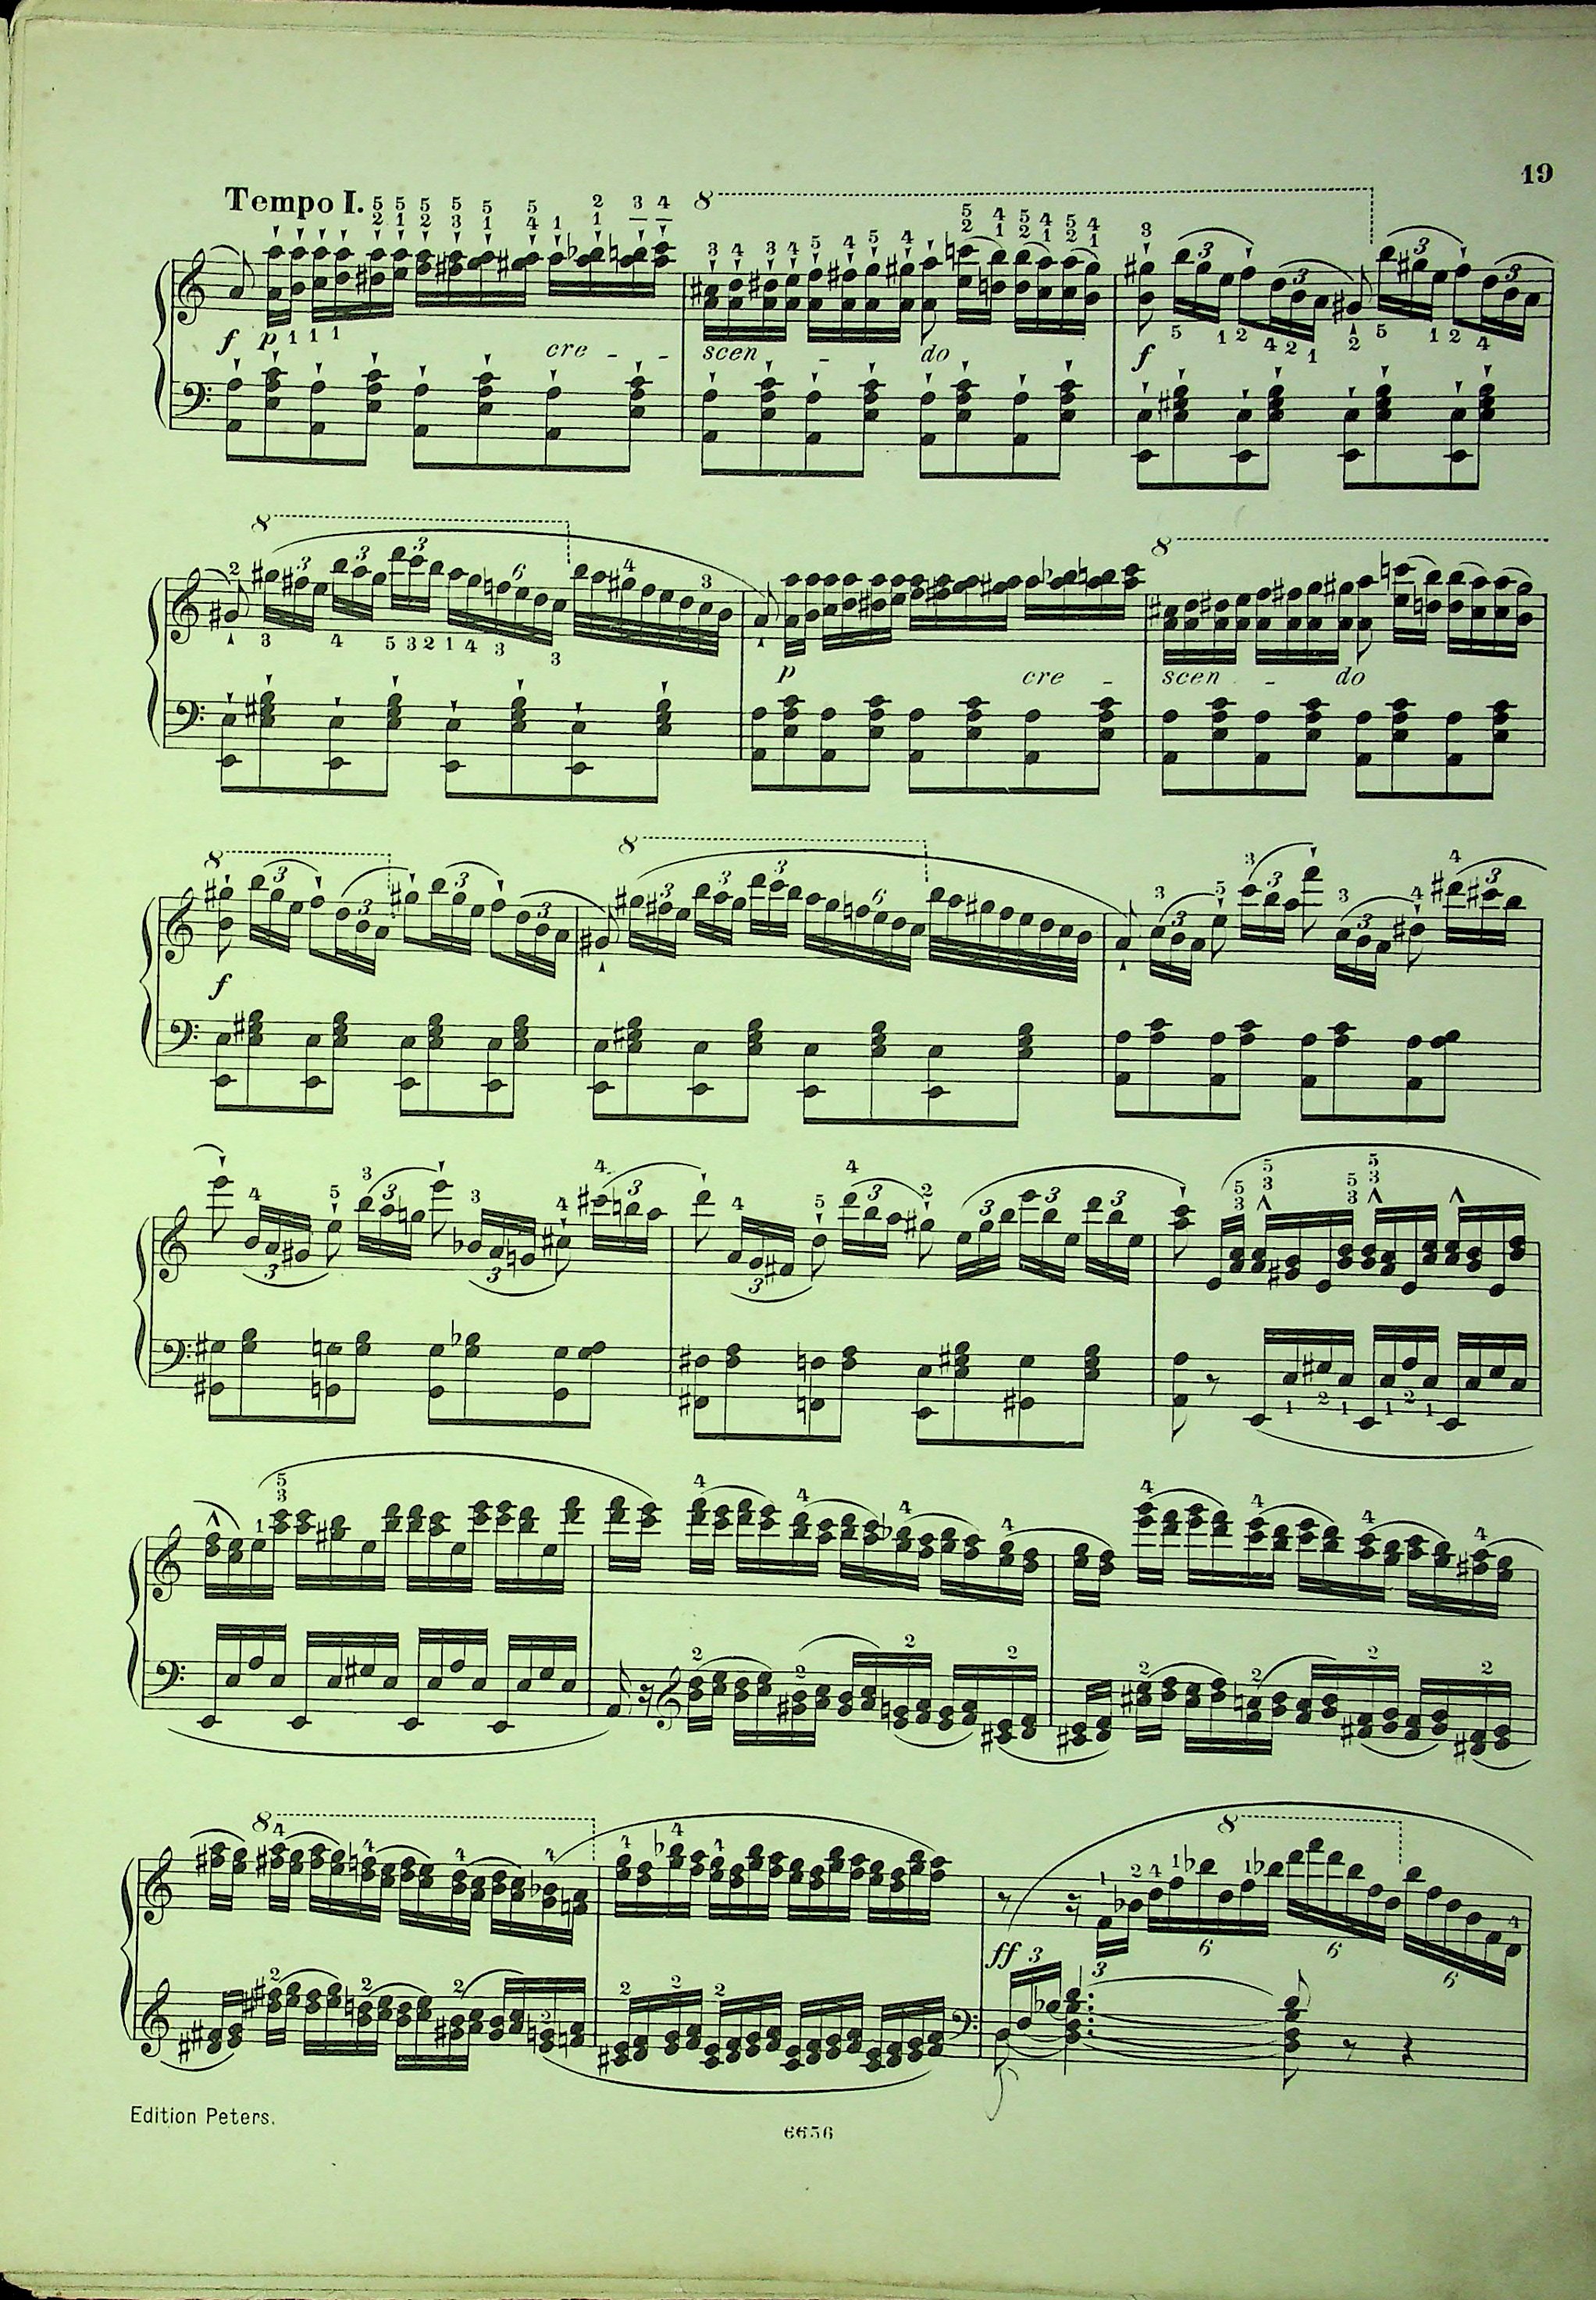 19
Tempo I.
f p cre - - scen - do f
p cre - scen - do
f
ff
Edition Peters.
6656